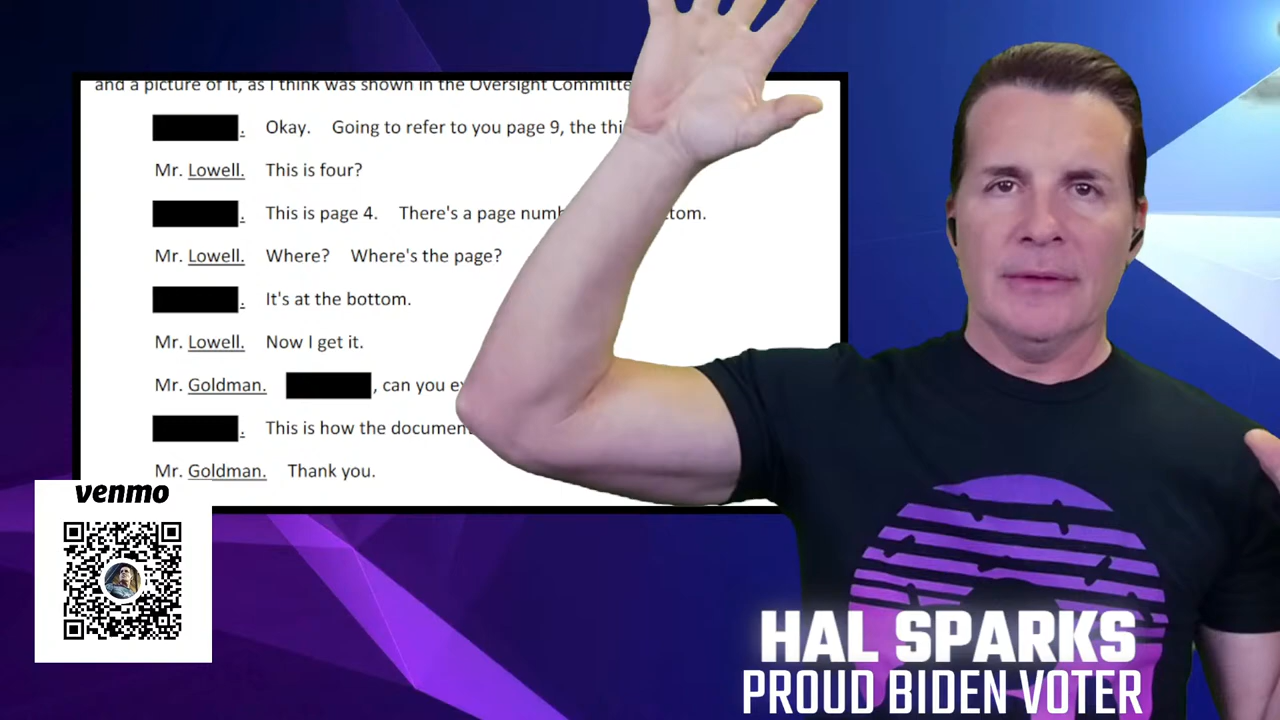 and a picture of it, as I think was shown in the Oversight Committe
. Okay. Going to refer to you page 9, the thi
Mr. Lowell. This is four?
. This is page 4. There's a page numb tom.
Mr. Lowell. Where? Where's the page?
. It's at the bottom.
Mr. Lowell. Now I get it.
Mr. Goldman. , can you e
. This is how the documen
Mr. Goldman. Thank you.
venmo
HAL SPARKS
PROUD BIDEN VOTER